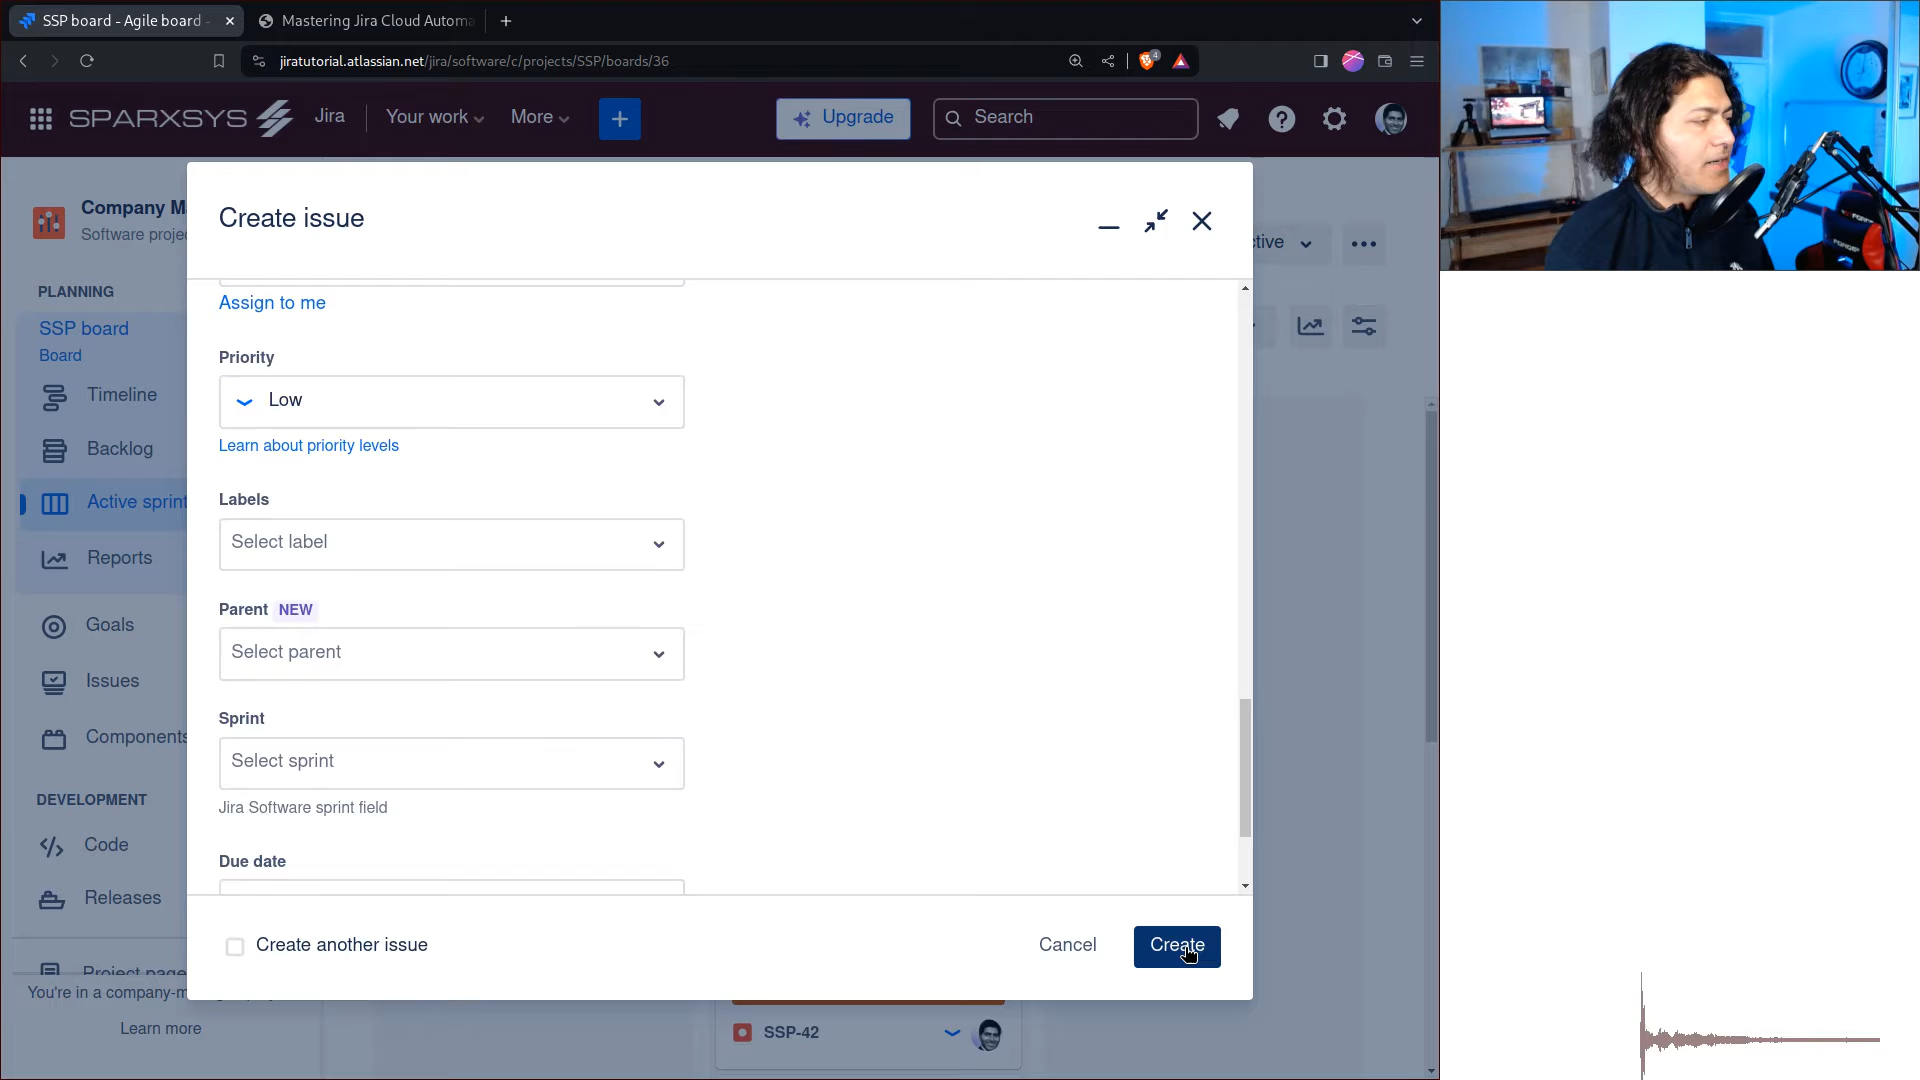 SSP board - Agile board -
Mastering Jira Cloud Automa
jiratutorial.atlassian.net/jira/software/c/projects/SSP/boards/36
4
SPARXSYS
Jira
Your work
More
Upgrade
Search
Company Ma
Software projec
PLANNING
SSP board
Board
Timeline
Backlog
Active sprint
Reports
Goals
Issues
Components
DEVELOPMENT
Code
Releases
Project page
You're in a company-m
Learn more
Create issue
Assign to me
Priority
Low
Learn about priority levels
Labels
Select label
Parent NEW
Select parent
Sprint
Select sprint
Jira Software sprint field
Due date
Create another issue
Cancel
Create
ctive
SSP-42